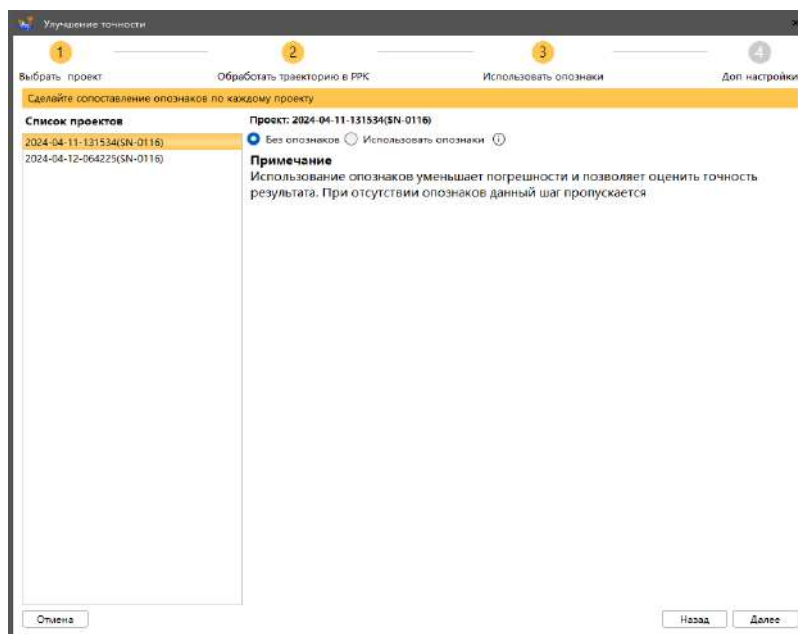 Улучшение точности
1
2
3
4
Выбрать проект
Обработать траекторию в PPK
Использовать опознаки
Доп настройки
Сделайте сопоставление опознаков по каждому проекту
Список проектов
2024-04-11-131534(SN-0116)
2024-04-12-064225(SN-0116)
Проект: 2024-04-11-131534(SN-0116)
Без опознаков Использовать опознаки
Примечание
Использование опознаков уменьшает погрешности и позволяет оценить точность
результата. При отсутствии опознаков данный шаг пропускается
Отмена
Назад
Далее